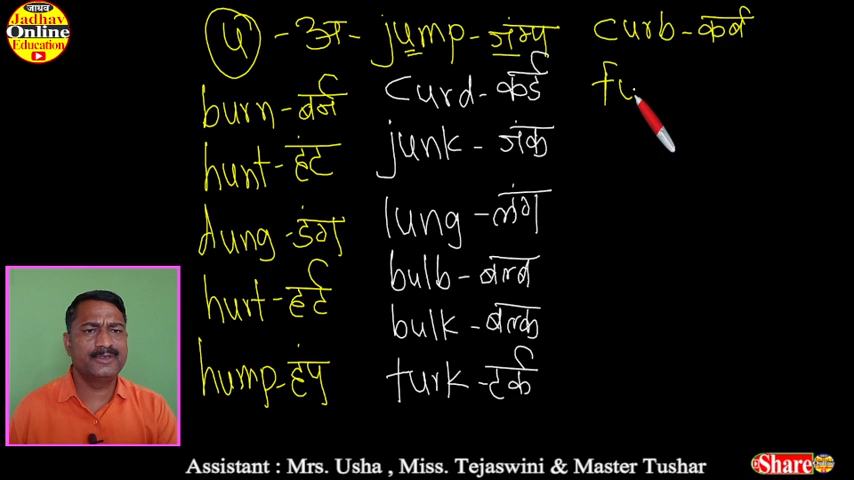 जाधव
Jadhav
Online
Education
u - अ - jump - जंम्प
burn - बर्न
hunt - हंट
dung - डंग
hurt - हर्ट
hump - हंप
curd - कर्ड
junk - जंक
lung - लंग
bulb - बल्ब
bulk - बल्क
turk - टर्क
curb - कर्ब
fu
Assistant : Mrs. Usha , Miss. Tejaswini & Master Tushar
Share